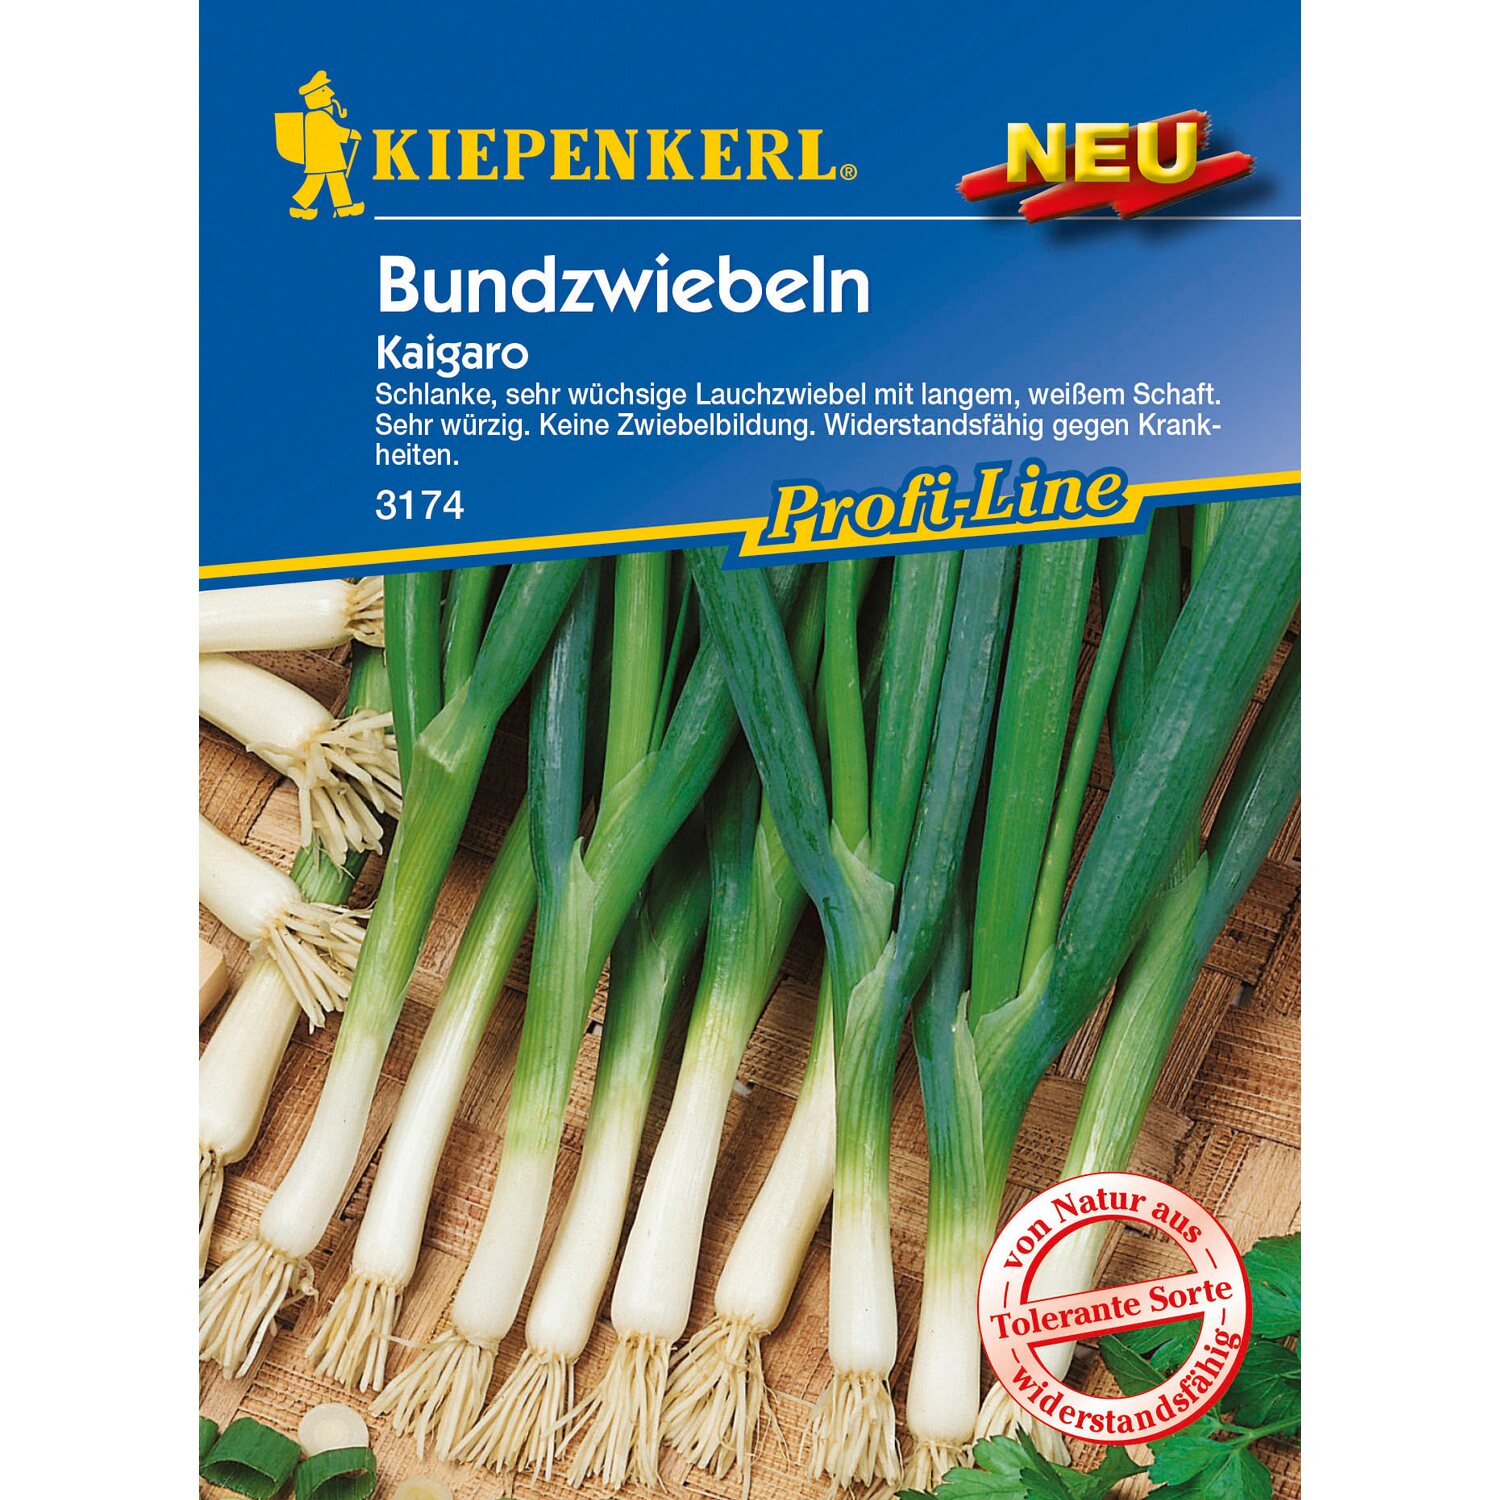 KIEPENKERL®
NEU
Bundzwiebeln
Kaigaro
Schlanke, sehr wüchsige Lauchzwiebel mit langem, weißem Schaft.
Sehr würzig. Keine Zwiebelbildung. Widerstandsfähig gegen Krank-
heiten.
3174
Profi-Line
von Natur aus
Tolerante Sorte
widerstandsfähig